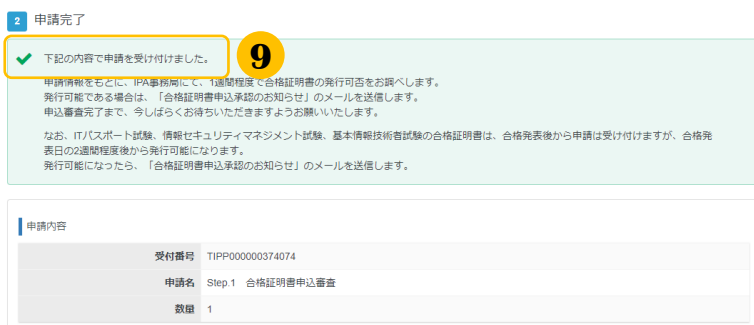 2 申請完了
下記の内容で申請を受け付けました。
9
申請情報をもとに、IPA事務局にて、1週間程度で合格証明書の発行可否をお調べします。
発行可能である場合は、「合格証明書申込承認のお知らせ」のメールを送信します。
申込審査完了まで、今しばらくお待ちいただきますようお願いいたします。
なお、ITパスポート試験、情報セキュリティマネジメント試験、基本情報技術者試験の合格証明書は、合格発表後から申請は受け付けますが、合格発
表日の2週間程度後から発行可能になります。
発行可能になったら、「合格証明書申込承認のお知らせ」のメールを送信します。
申請内容
受付番号 TIPP000000374074
申請名 Step.1 合格証明書申込審査
数量 1